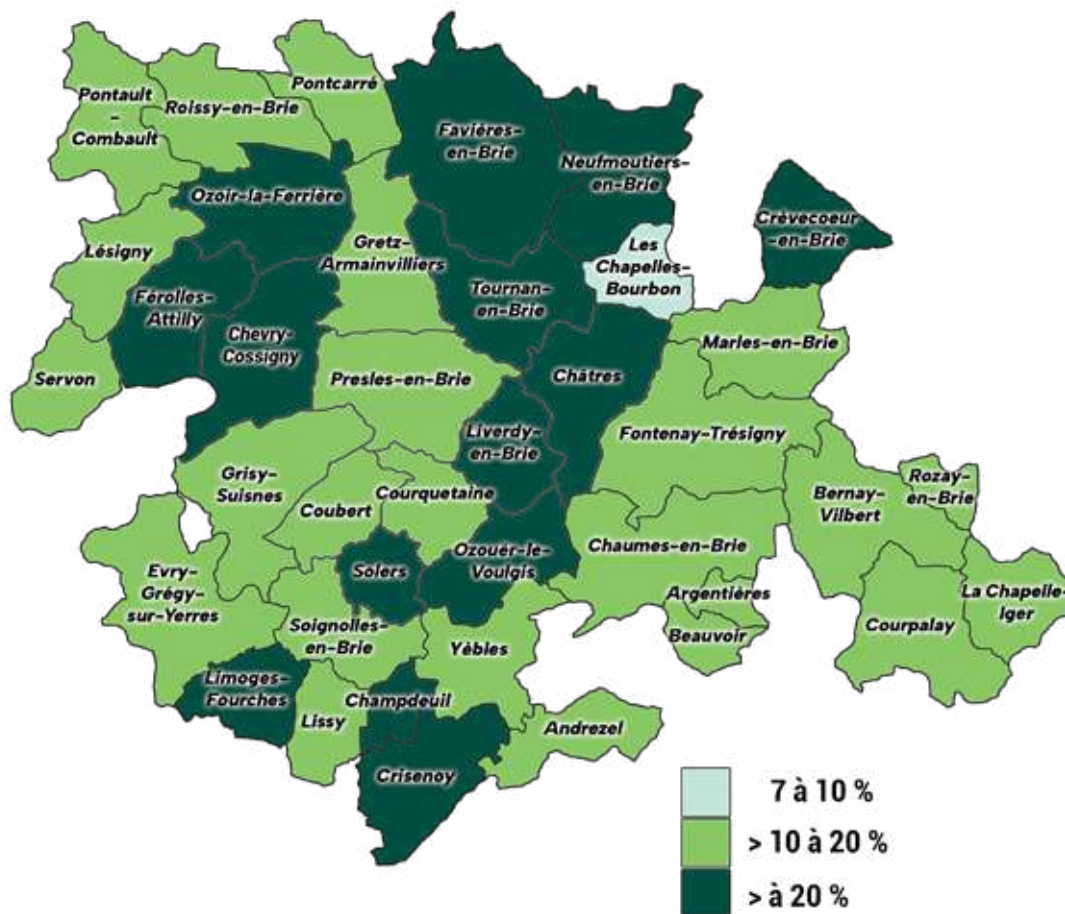 Pontcarré
Pontault
-
Combault
Roissy-en-Brie
Favières-
en-Brie
Neufmoutiers-
en-Brie
Ozoir-la-Ferrière
Crèvecoeur
-en-Brie
Lésigny
Gretz-
Armainvilliers
Les
Chapelles-
Bourbon
Férolles-
Attilly
Tournan-
en-Brie
Chevry-
Cossigny
Marles-en-Brie
Servon
Presles-en-Brie
Châtres
Liverdy-
en-Brie
Fontenay-Trésigny
Grisy-
Suisnes
Courquetaine
Coubert
Rozay-
en-Brie
Bernay-
Vilbert
Ozouër-le-
Voulgis
Chaumes-en-Brie
Evry-
Grégy-
sur-Yerres
Solers
Argentières
La Chapelle-
Iger
Soignolles-
en-Brie
Beauvoir
Courpalay
Yèbles
Limoges-
Fourches
Champdeuil
Lissy
Andrezel
Crisenoy
7 à 10 %
> 10 à 20 %
> à 20 %